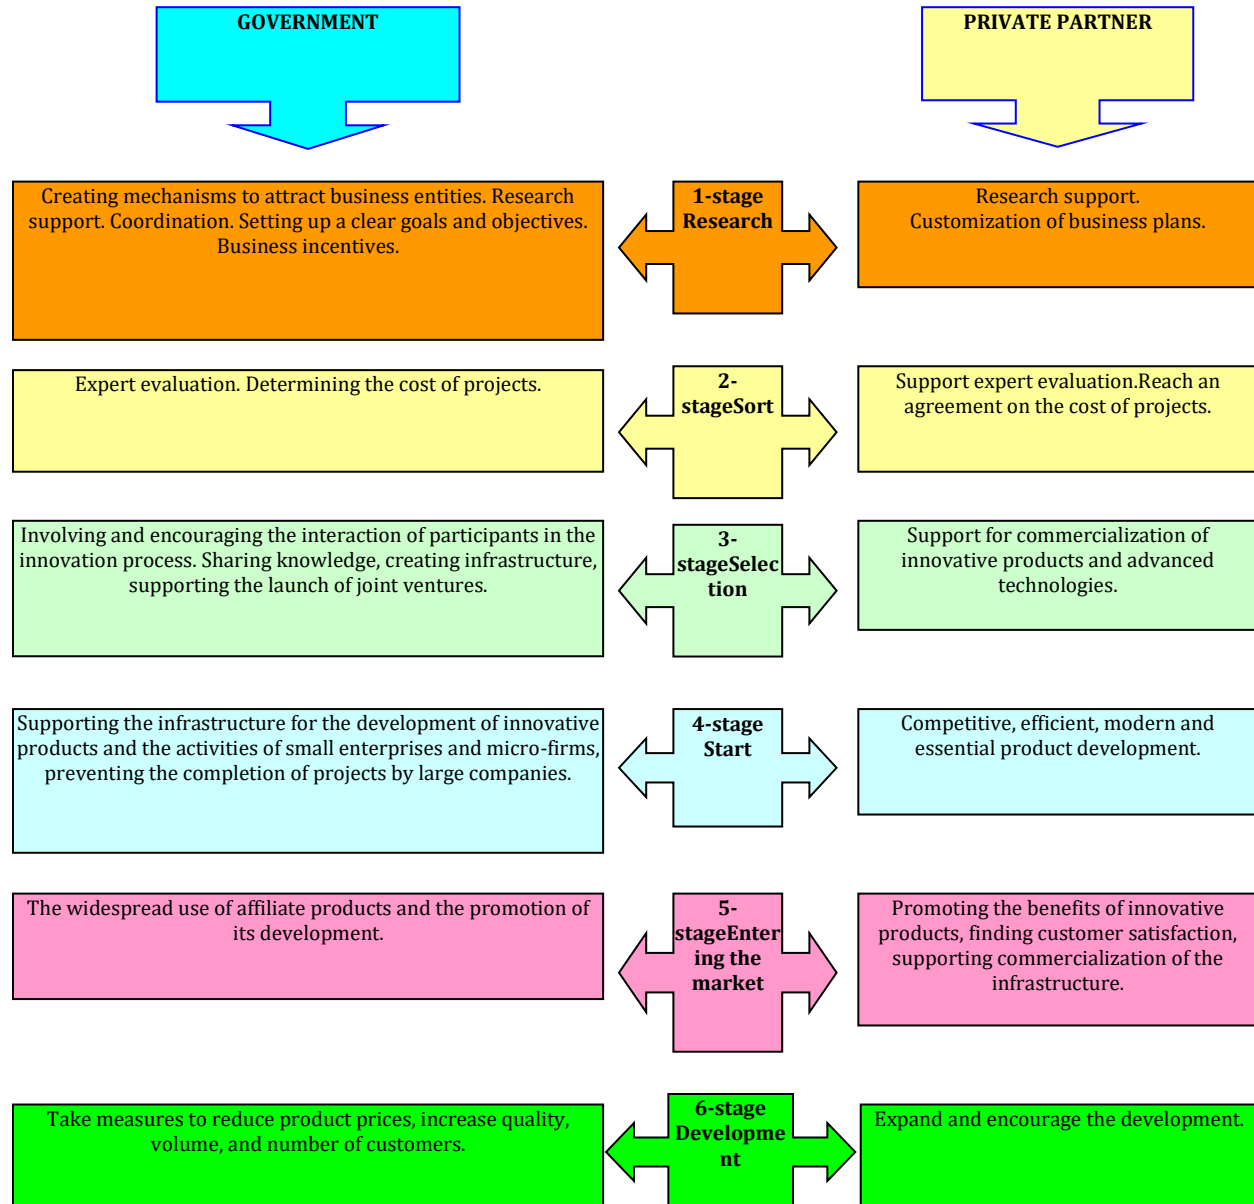 GOVERNMENT
PRIVATE PARTNER
Creating mechanisms to attract business entities. Research
support. Coordination. Setting up a clear goals and objectives.
Business incentives.
1-stage
Research
Research support.
Customization of business plans.
Expert evaluation. Determining the cost of projects.
2-
stageSort
Support expert evaluation.Reach an
agreement on the cost of projects.
Involving and encouraging the interaction of participants in the
innovation process. Sharing knowledge, creating infrastructure,
supporting the launch of joint ventures.
3-
stageSelec
tion
Support for commercialization of
innovative products and advanced
technologies.
Supporting the infrastructure for the development of innovative
products and the activities of small enterprises and micro-firms,
preventing the completion of projects by large companies.
4-stage
Start
Competitive, efficient, modern and
essential product development.
The widespread use of affiliate products and the promotion of
its development.
5-
stageEnter
ing the
market
Promoting the benefits of innovative
products, finding customer satisfaction,
supporting commercialization of the
infrastructure.
Take measures to reduce product prices, increase quality,
volume, and number of customers.
6-stage
Developme
nt
Expand and encourage the development.